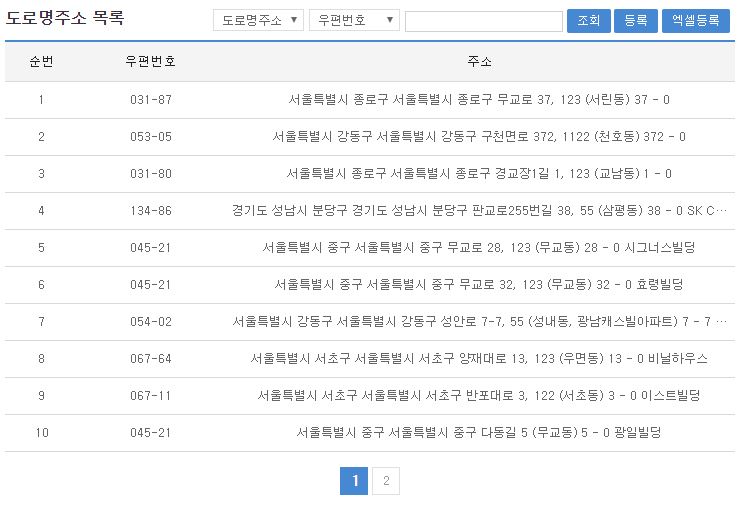 도로명주소 목록 도로명주소 우편번호 조회 등록 엑셀등록
순번 우편번호 주소
1 031-87 서울특별시 종로구 서울특별시 종로구 무교로 37, 123 (서린동) 37 - 0
2 053-05 서울특별시 강동구 서울특별시 강동구 구천면로 372, 1122 (천호동) 372 - 0
3 031-80 서울특별시 종로구 서울특별시 종로구 경교장1길 1, 123 (교남동) 1 - 0
4 134-86 경기도 성남시 분당구 경기도 성남시 분당구 판교로255번길 38, 55 (삼평동) 38 - 0 SK C…
5 045-21 서울특별시 중구 서울특별시 중구 무교로 28, 123 (무교동) 28 - 0 시그너스빌딩
6 045-21 서울특별시 중구 서울특별시 중구 무교로 32, 123 (무교동) 32 - 0 효령빌딩
7 054-02 서울특별시 강동구 서울특별시 강동구 성안로 7-7, 55 (성내동, 광남캐스빌아파트) 7 - 7 …
8 067-64 서울특별시 서초구 서울특별시 서초구 양재대로 13, 123 (우면동) 13 - 0 비닐하우스
9 067-11 서울특별시 서초구 서울특별시 서초구 반포대로 3, 122 (서초동) 3 - 0 이스트빌딩
10 045-21 서울특별시 중구 서울특별시 중구 다동길 5 (무교동) 5 - 0 광일빌딩
1 2